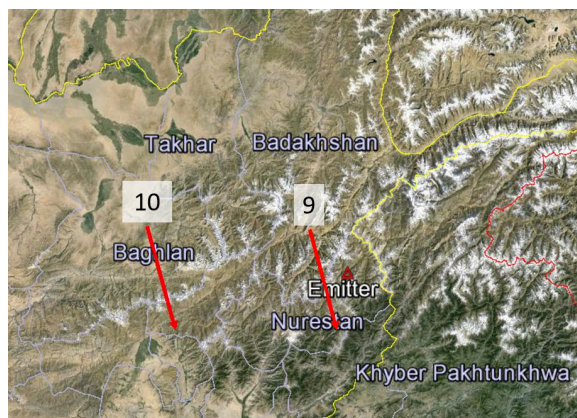 Takhar
Badakhshan
10
9
Baghlan
Emitter
Nurestan
Khyber Pakhtunkhwa